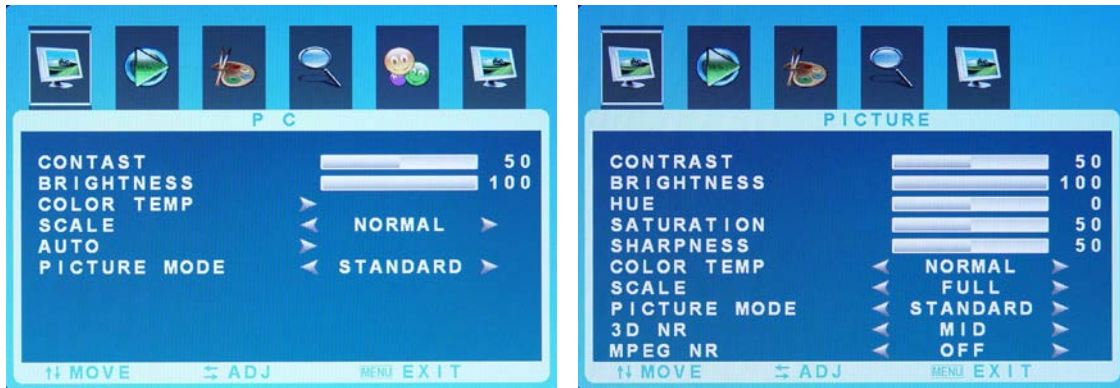 P C
CONTAST 50
BRIGHTNESS 100
COLOR TEMP
SCALE NORMAL
AUTO
PICTURE MODE STANDARD
MOVE ADJ MENU EXIT
PICTURE
CONTRAST 50
BRIGHTNESS 100
HUE 0
SATURATION 50
SHARPNESS 50
COLOR TEMP NORMAL
SCALE FULL
PICTURE MODE STANDARD
3D NR MID
MPEG NR OFF
MOVE ADJ MENU EXIT